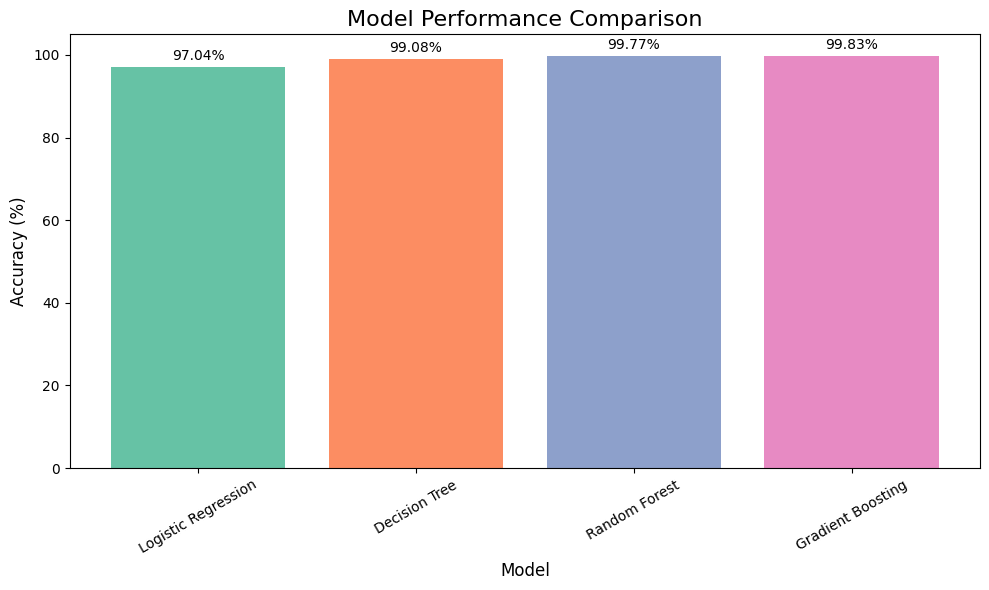 Model Performance Comparison
97.04%
99.08%
99.77%
99.83%
Accuracy (%)
100
80
60
40
20
0
Logistic Regression
Decision Tree
Random Forest
Gradient Boosting
Model